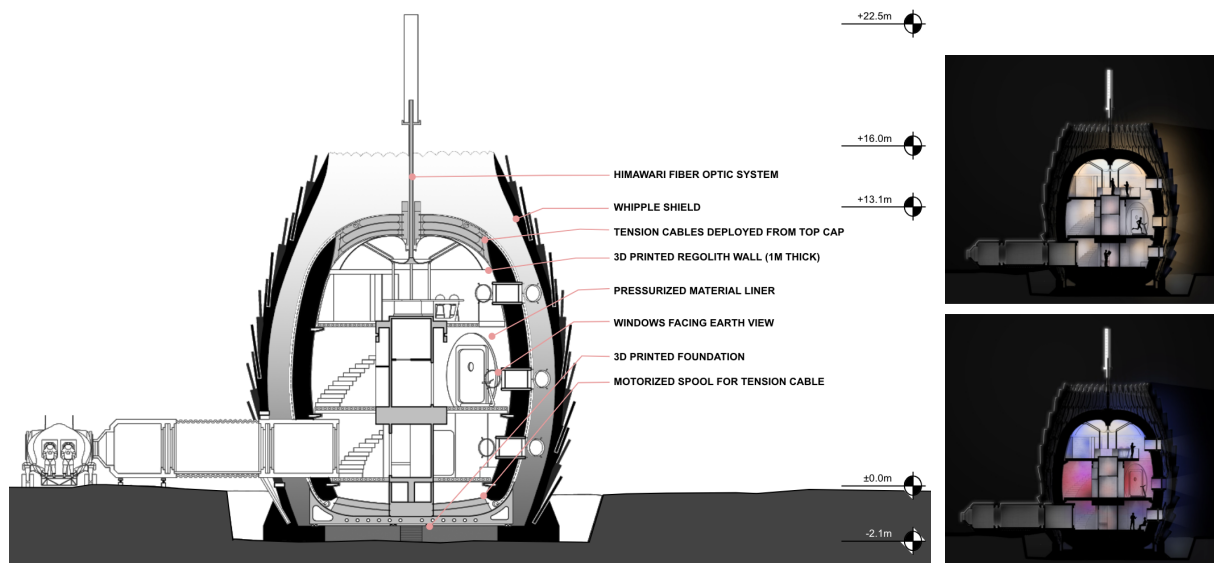 +22.5m
+16.0m
HIMAWARI FIBER OPTIC SYSTEM
WHIPPLE SHIELD
+13.1m
TENSION CABLES DEPLOYED FROM TOP CAP
3D PRINTED REGOLITH WALL (1M THICK)
PRESSURIZED MATERIAL LINER
WINDOWS FACING EARTH VIEW
3D PRINTED FOUNDATION
MOTORIZED SPOOL FOR TENSION CABLE
±0.0m
-2.1m